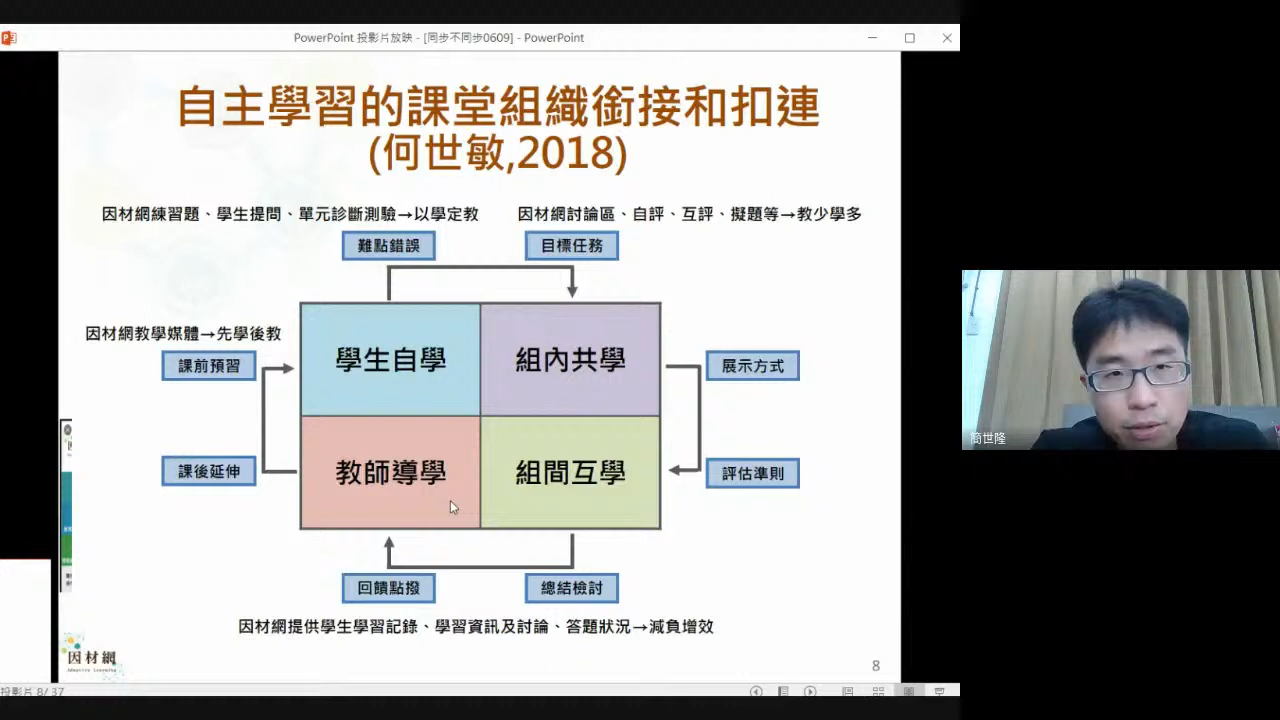 PowerPoint 投影片放映 - [同步不同步0609] - PowerPoint
自主學習的課堂組織銜接和扣連
(何世敏,2018)
因材網練習題、學生提問、單元診斷測驗→以學定教
因材網討論區、自評、互評、擬題等→教少學多
難點錯誤
目標任務
因材網教學媒體→先學後教
課前預習
學生自學
組內共學
展示方式
課後延伸
教師導學
組間互學
評估準則
回饋點撥
總結檢討
因材網提供學生學習記錄、學習資訊及討論、答題狀況→減負增效
因材網
Adaptive Learning
8
投影片 8/ 37
簡世隆